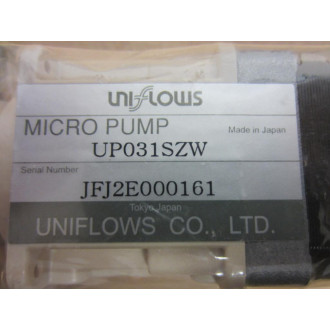 UNIFLOWS
MICRO PUMP Made in Japan
UP031SZW
Serial Number
JFJ2E000161
Tokyo Japan
UNIFLOWS CO., LTD.